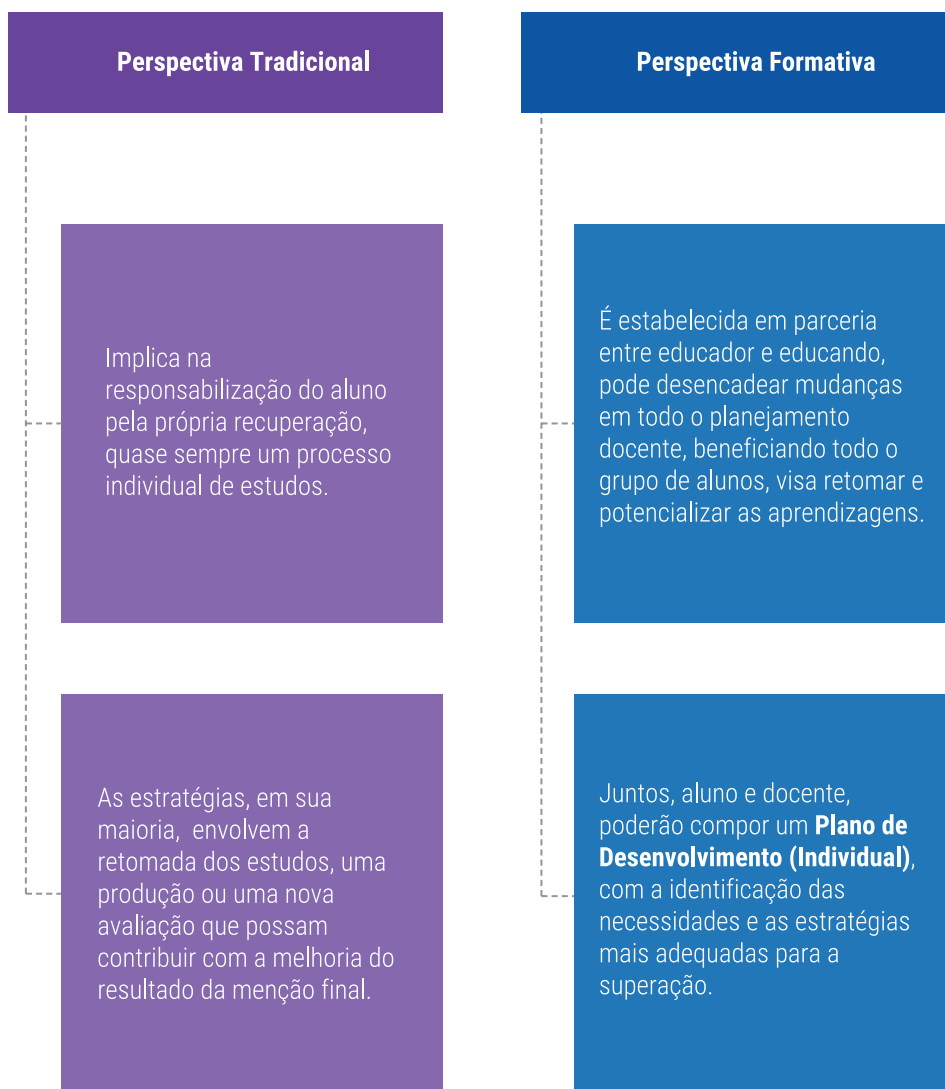 Perspectiva Tradicional
Implica na
responsabilização do aluno
pela própria recuperação,
quase sempre um processo
individual de estudos.
As estratégias, em sua
maioria,  envolvem a
retomada dos estudos, uma
produção ou uma nova
avaliação que possam
contribuir com a melhoria do
resultado da menção final.
Perspectiva Formativa
É estabelecida em parceria
entre educador e educando,
pode desencadear mudanças
em todo o planejamento
docente, beneficiando todo o
grupo de alunos, visa retomar e
potencializar as aprendizagens.
Juntos, aluno e docente,
poderão compor um Plano de
Desenvolvimento (Individual),
com a identificação das
necessidades e as estratégias
mais adequadas para a
superação.